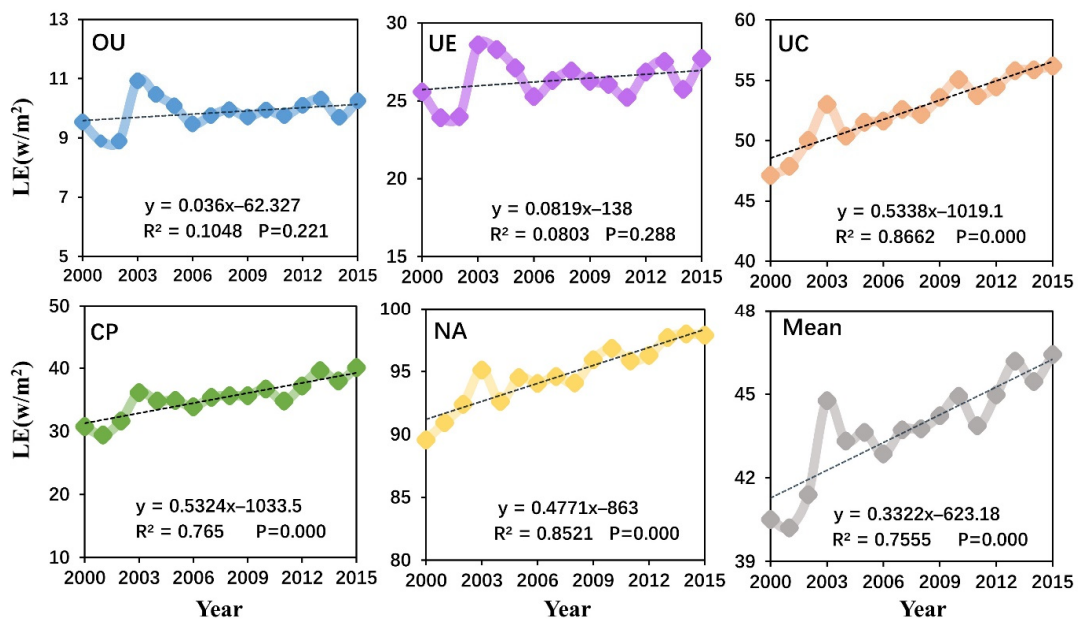 OU
13
11
9
7
5
LE(w/m²)
y = 0.036x–62.327
R² = 0.1048 P=0.221
2000 2003 2006 2009 2012 2015
UE
30
25
20
15
y = 0.0819x–138
R² = 0.0803 P=0.288
2000 2003 2006 2009 2012 2015
UC
60
55
50
45
40
y = 0.5338x–1019.1
R² = 0.8662 P=0.000
2000 2003 2006 2009 2012 2015
CP
50
40
30
20
10
LE(w/m²)
y = 0.5324x–1033.5
R² = 0.765 P=0.000
2000 2003 2006 2009 2012 2015
Year
NA
100
95
90
85
80
y = 0.4771x–863
R² = 0.8521 P=0.000
2000 2003 2006 2009 2012 2015
Year
Mean
48
45
42
39
y = 0.3322x–623.18
R² = 0.7555 P=0.000
2000 2003 2006 2009 2012 2015
Year